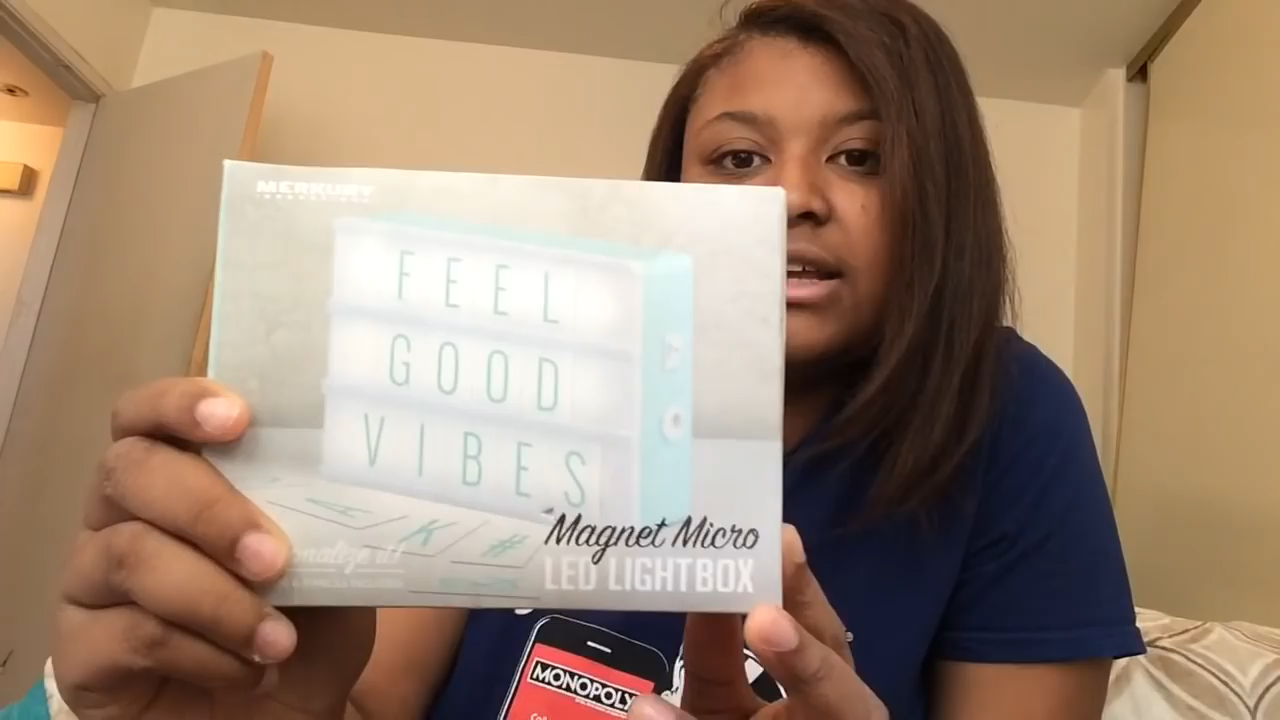 MERKURY
FEEL
GOOD
VIBES
Magnet Micro
LED LIGHTBOX
A K #
MONOPOLY